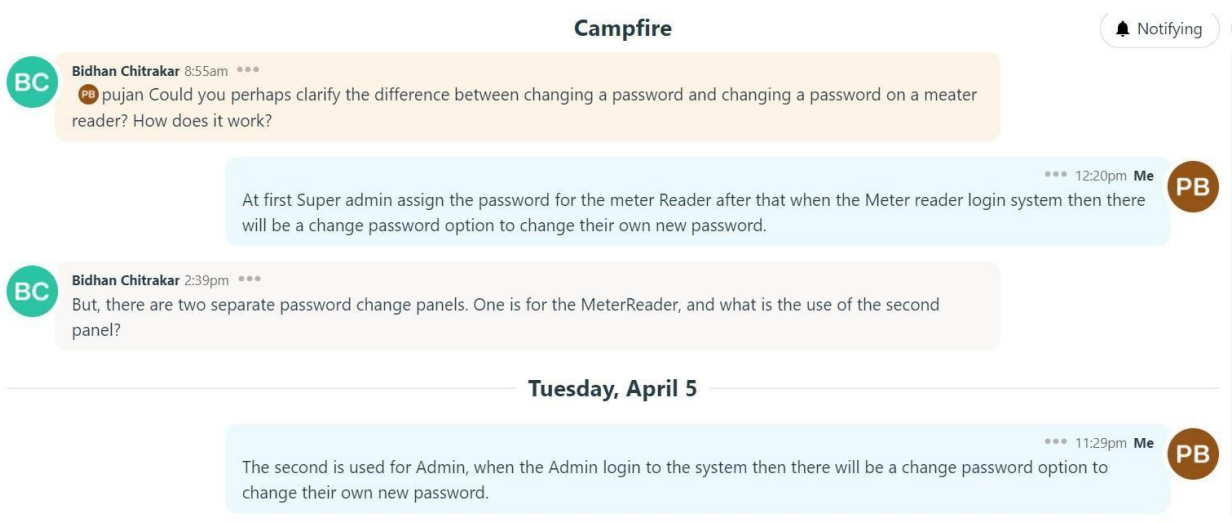 Campfire
Notifying
BC
Bidhan Chitrakar 8:55am •••
PB pujan Could you perhaps clarify the difference between changing a password and changing a password on a meater
reader? How does it work?
••• 12:20pm Me
PB
At first Super admin assign the password for the meter Reader after that when the Meter reader login system then there
will be a change password option to change their own new password.
BC
Bidhan Chitrakar 2:39pm •••
But, there are two separate password change panels. One is for the MeterReader, and what is the use of the second
panel?
Tuesday, April 5
••• 11:29pm Me
PB
The second is used for Admin, when the Admin login to the system then there will be a change password option to
change their own new password.